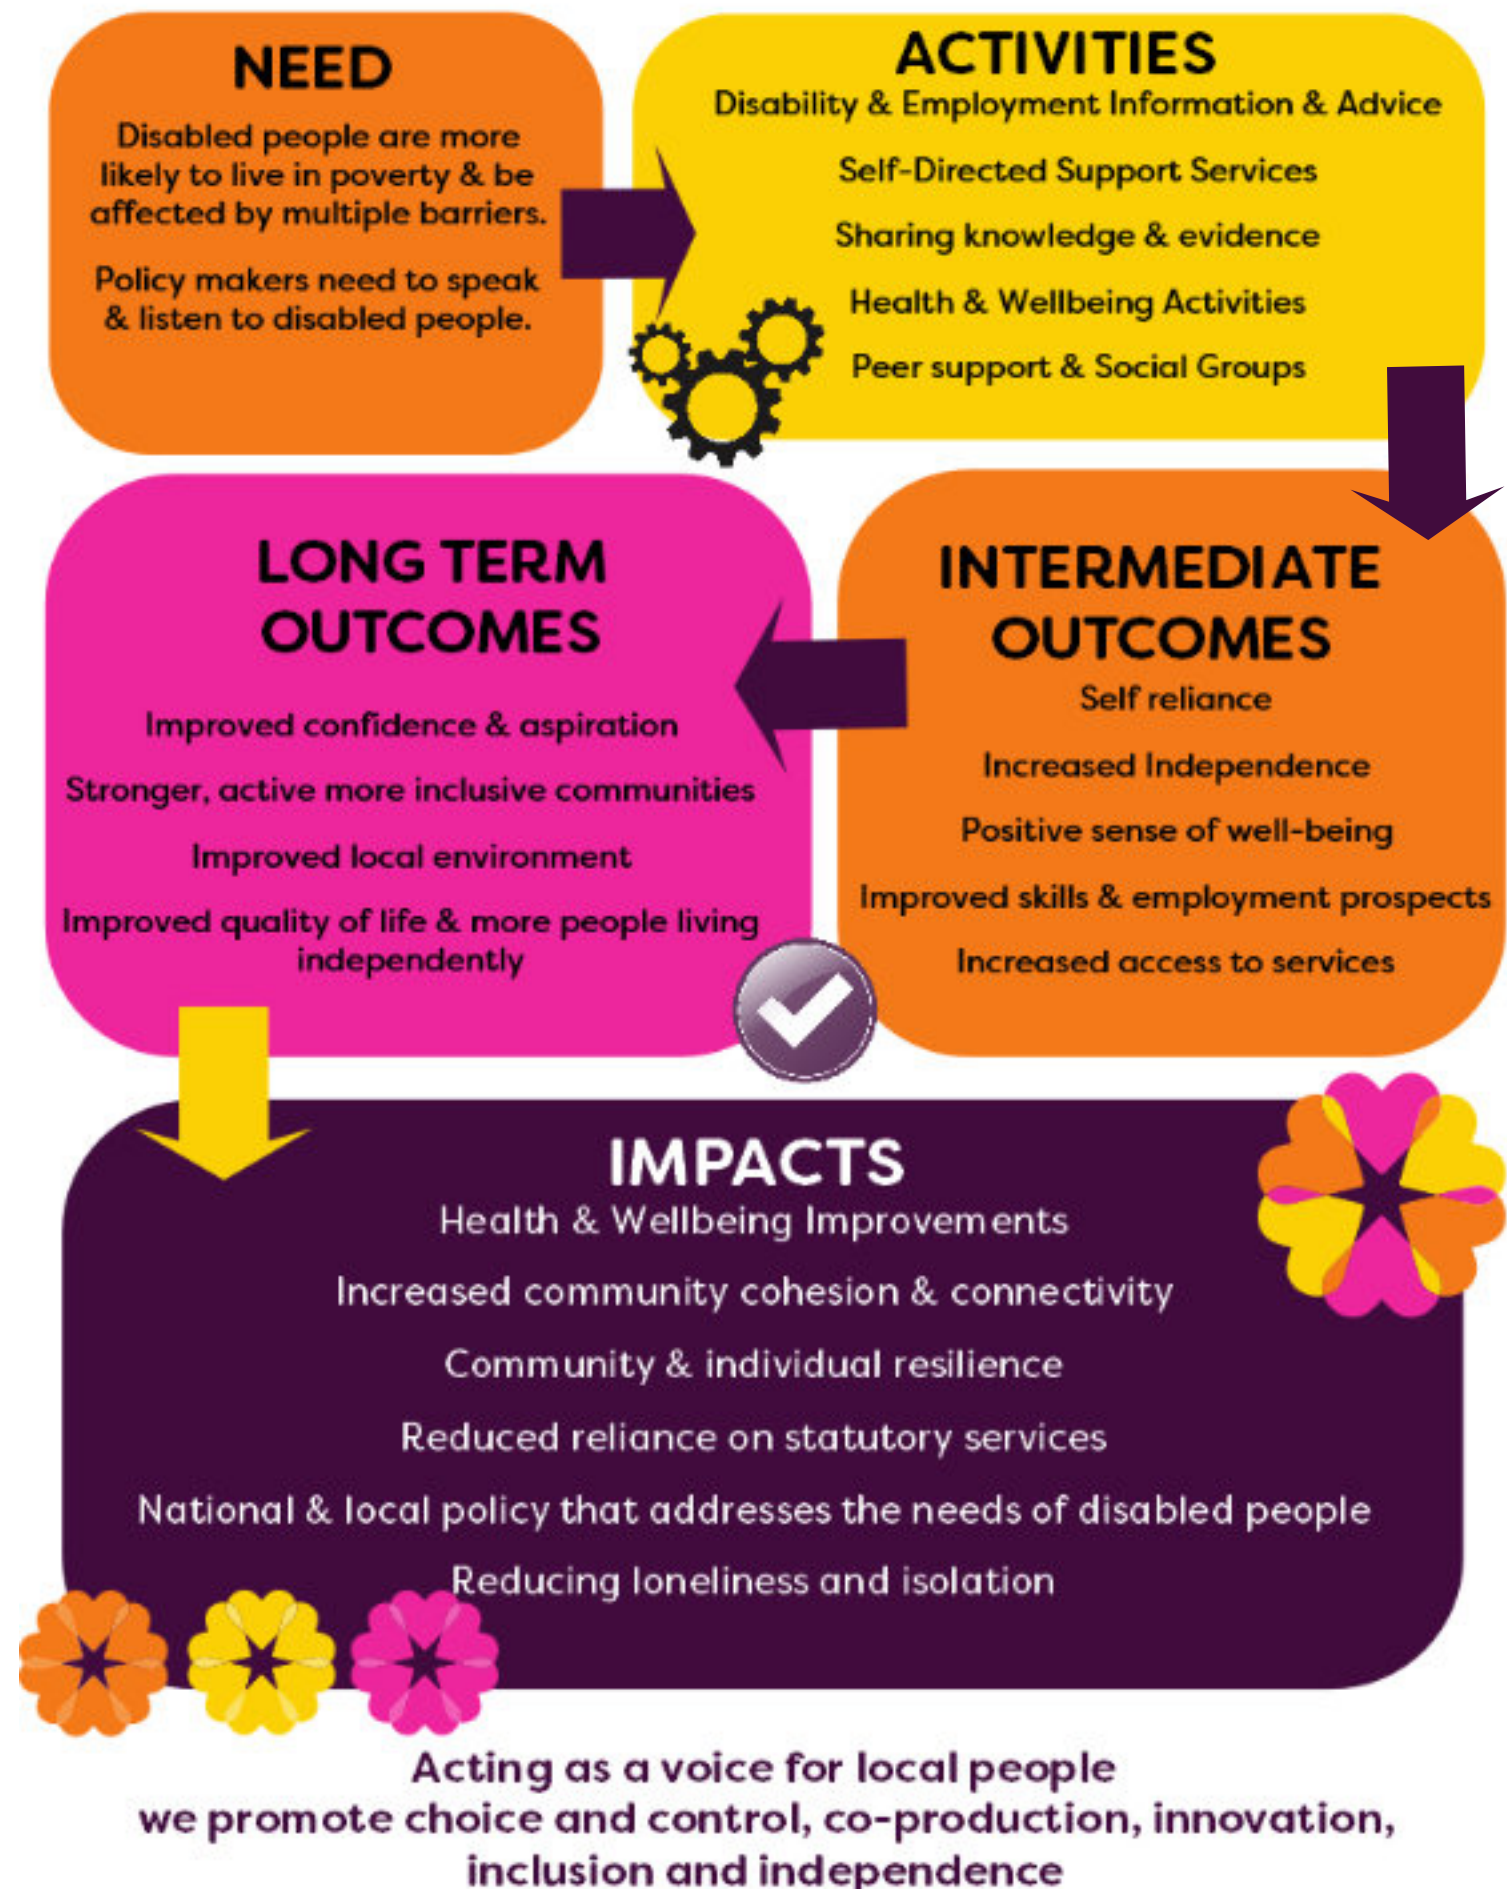 NEED
Disabled people are more
likely to live in poverty & be
affected by multiple barriers.
Policy makers need to speak
& listen to disabled people.
ACTIVITIES
Disability & Employment Information & Advice
Self-Directed Support Services
Sharing knowledge & evidence
Health & Wellbeing Activities
Peer support & Social Groups
INTERMEDIATE
OUTCOMES
Self reliance
Increased Independence
Positive sense of well-being
Improved skills & employment prospects
Increased access to services
LONG TERM
OUTCOMES
Improved confidence & aspiration
Stronger, active more inclusive communities
Improved local environment
Improved quality of life & more people living
independently
IMPACTS
Health & Wellbeing Improvements
Increased community cohesion & connectivity
Community & individual resilience
Reduced reliance on statutory services
National & local policy that addresses the needs of disabled people
Reducing loneliness and isolation
Acting as a voice for local people
we promote choice and control, co-production, innovation,
inclusion and independence